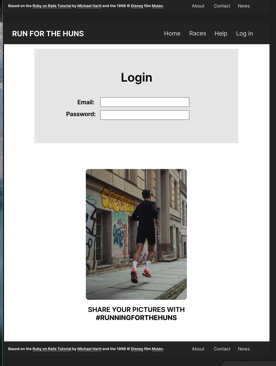 Based on the Ruby on Rails Tutorial by Michael Hartl and the 1998 © Disney film Mulan. About Contact News
RUN FOR THE HUNS Home Races Help Log in
Login
Email:
Password:
SHARE YOUR PICTURES WITH
#RUNNINGFORTHEHUNS
Based on the Ruby on Rails Tutorial by Michael Hartl and the 1998 © Disney film Mulan. About Contact News